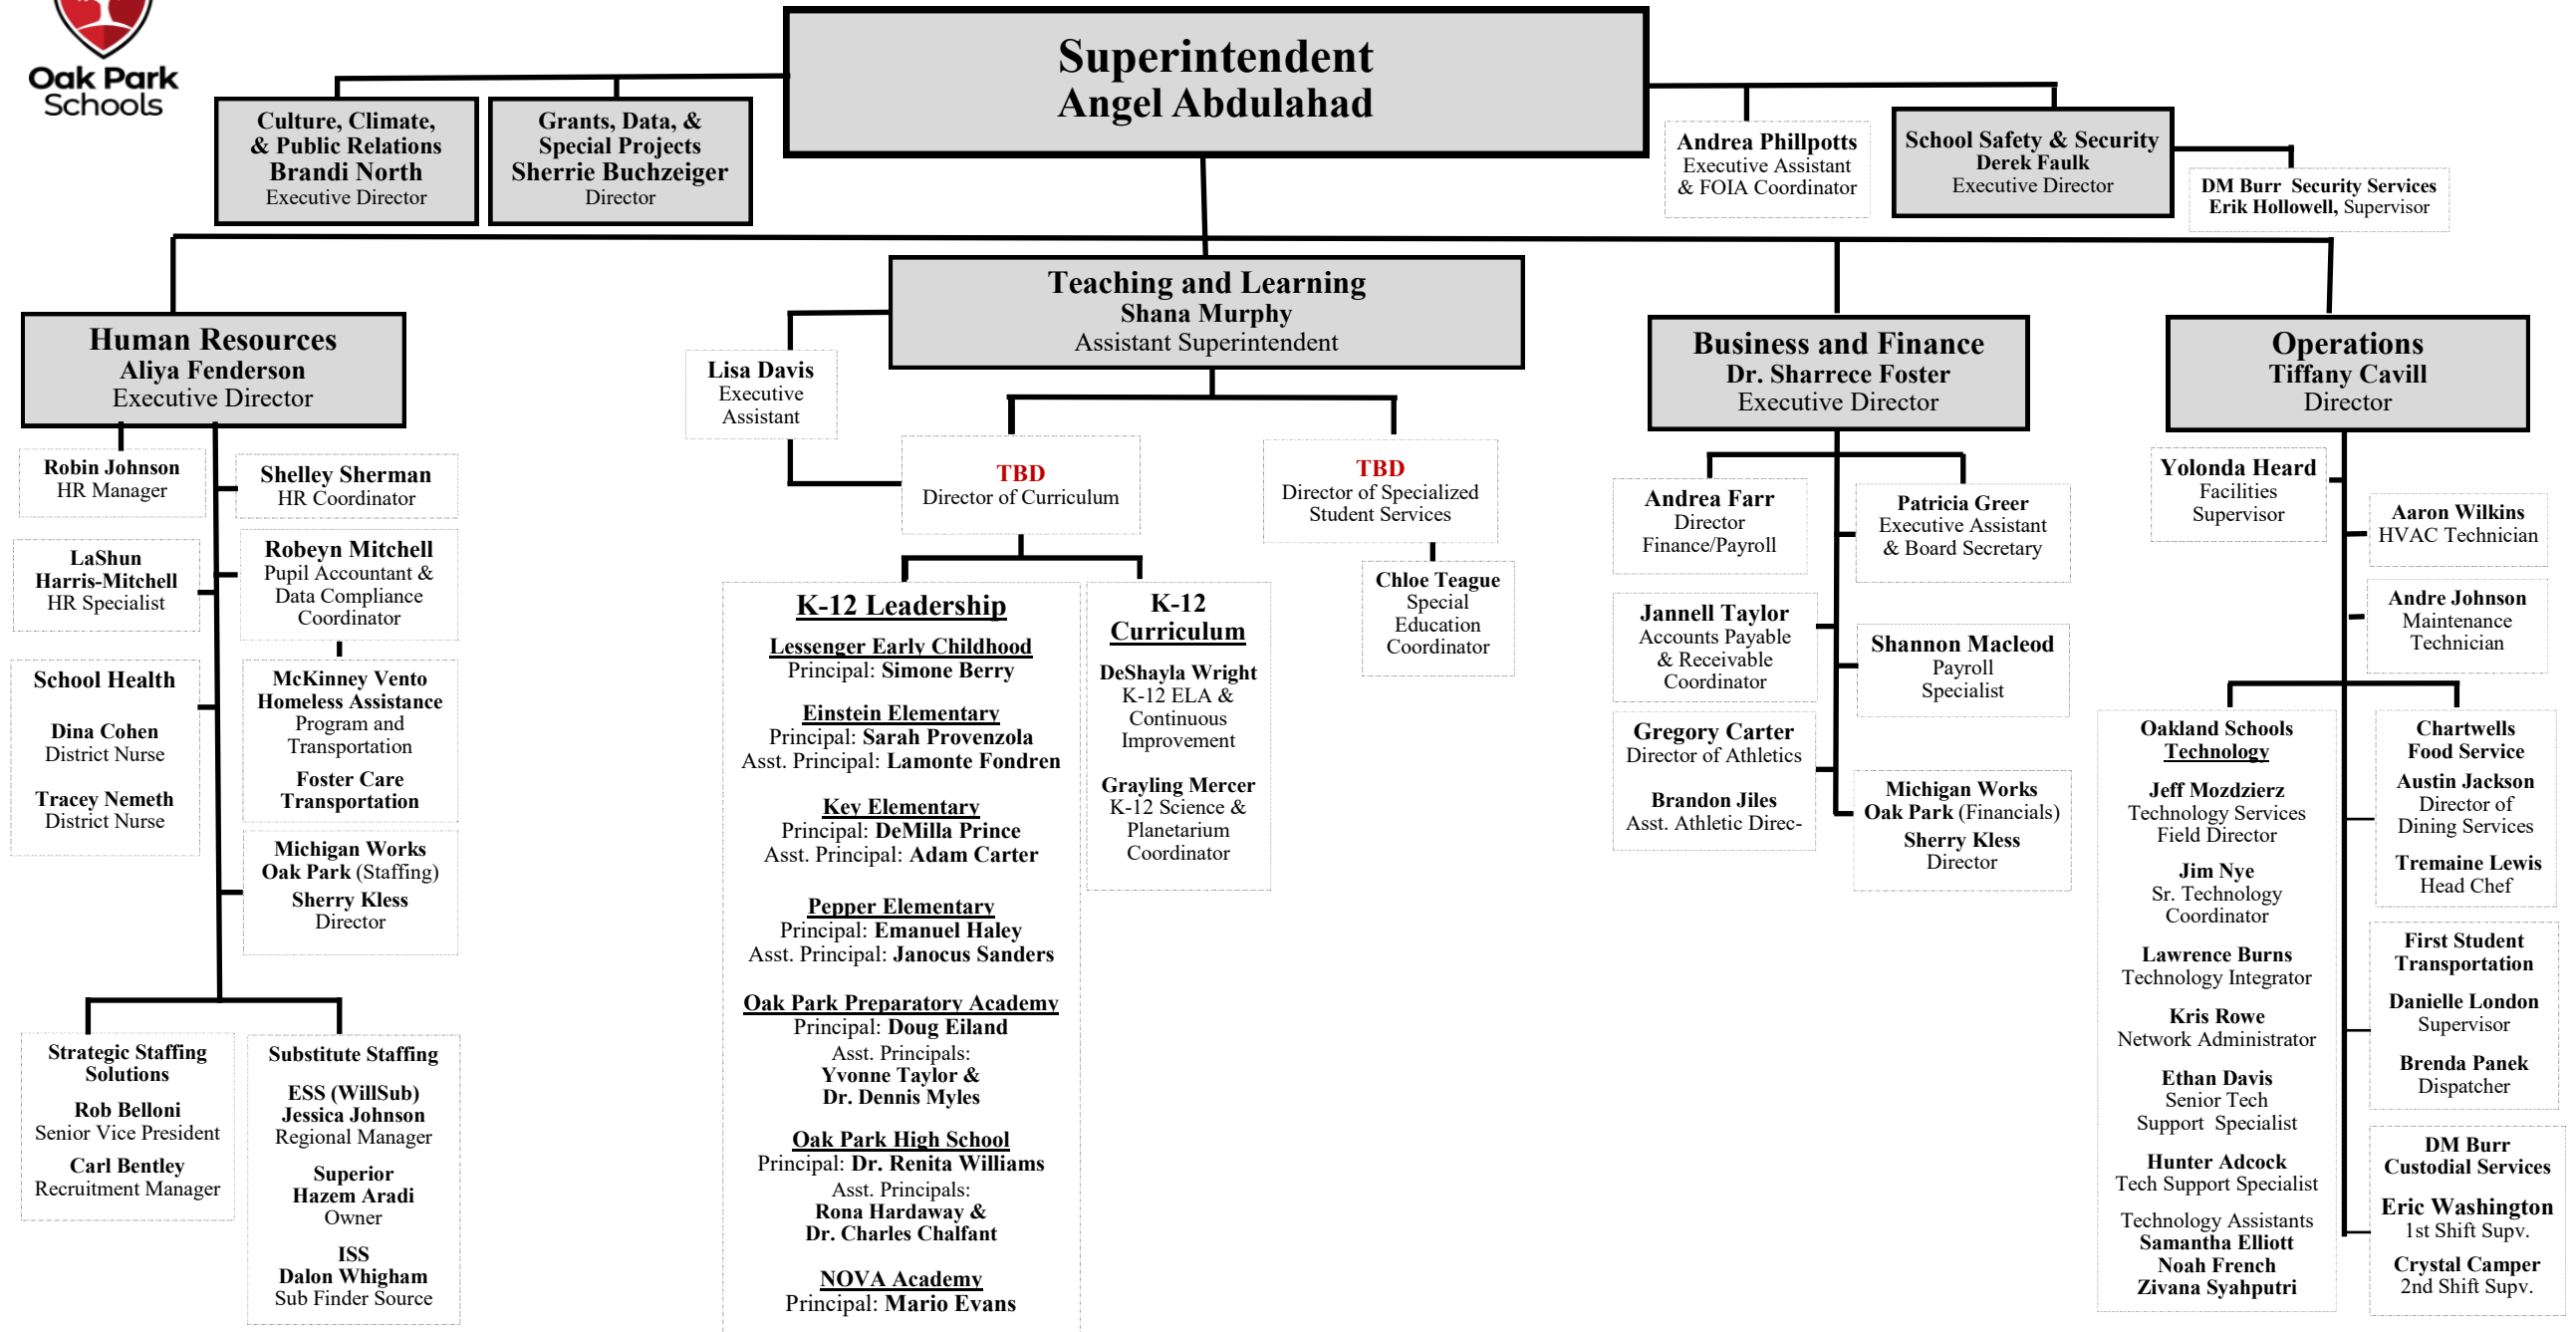 Oak Park
Schools
Superintendent
Angel Abdulahad
Culture, Climate,
& Public Relations
Brandi North
Executive Director
Grants, Data, &
Special Projects
Sherrie Buchzeiger
Director
Andrea Phillpotts
Executive Assistant
& FOIA Coordinator
School Safety & Security
Derek Faulk
Executive Director
DM Burr Security Services
Erik Hollowell, Supervisor
Human Resources
Aliya Fenderson
Executive Director
Robin Johnson
HR Manager
Shelley Sherman
HR Coordinator
LaShun
Harris-Mitchell
HR Specialist
Robeyn Mitchell
Pupil Accountant &
Data Compliance
Coordinator
School Health
Dina Cohen
District Nurse
Tracey Nemeth
District Nurse
McKinney Vento
Homeless Assistance
Program and
Transportation
Foster Care
Transportation
Michigan Works
Oak Park (Staffing)
Sherry Kless
Director
Strategic Staffing
Solutions
Rob Belloni
Senior Vice President
Carl Bentley
Recruitment Manager
Substitute Staffing
ESS (WillSub)
Jessica Johnson
Regional Manager
Superior
Hazem Aradi
Owner
ISS
Dalon Whigham
Sub Finder Source
Teaching and Learning
Shana Murphy
Assistant Superintendent
Lisa Davis
Executive
Assistant
TBD
Director of Curriculum
TBD
Director of Specialized
Student Services
Chloe Teague
Special
Education
Coordinator
K-12 Leadership
Lessenger Early Childhood
Principal: Simone Berry
Einstein Elementary
Principal: Sarah Provenzola
Asst. Principal: Lamonte Fondren
Key Elementary
Principal: DeMilla Prince
Asst. Principal: Adam Carter
Pepper Elementary
Principal: Emanuel Haley
Asst. Principal: Janocus Sanders
Oak Park Preparatory Academy
Principal: Doug Eiland
Asst. Principals:
Yvonne Taylor &
Dr. Dennis Myles
Oak Park High School
Principal: Dr. Renita Williams
Asst. Principals:
Rona Hardaway &
Dr. Charles Chalfant
NOVA Academy
Principal: Mario Evans
K-12
Curriculum
DeShayla Wright
K-12 ELA &
Continuous
Improvement
Grayling Mercer
K-12 Science &
Planetarium
Coordinator
Business and Finance
Dr. Sharrece Foster
Executive Director
Andrea Farr
Director
Finance/Payroll
Patricia Greer
Executive Assistant
& Board Secretary
Jannell Taylor
Accounts Payable
& Receivable
Coordinator
Shannon Macleod
Payroll
Specialist
Gregory Carter
Director of Athletics
Brandon Jiles
Asst. Athletic Direc-
Michigan Works
Oak Park (Financials)
Sherry Kless
Director
Operations
Tiffany Cavill
Director
Yolonda Heard
Facilities
Supervisor
Aaron Wilkins
HVAC Technician
Andre Johnson
Maintenance
Technician
Oakland Schools
Technology
Jeff Mozdzierz
Technology Services
Field Director
Jim Nye
Sr. Technology
Coordinator
Lawrence Burns
Technology Integrator
Kris Rowe
Network Administrator
Ethan Davis
Senior Tech
Support Specialist
Hunter Adcock
Tech Support Specialist
Technology Assistants
Samantha Elliott
Noah French
Zivana Syahputri
Chartwells
Food Service
Austin Jackson
Director of
Dining Services
Tremaine Lewis
Head Chef
First Student
Transportation
Danielle London
Supervisor
Brenda Panek
Dispatcher
DM Burr
Custodial Services
Eric Washington
1st Shift Supv.
Crystal Camper
2nd Shift Supv.